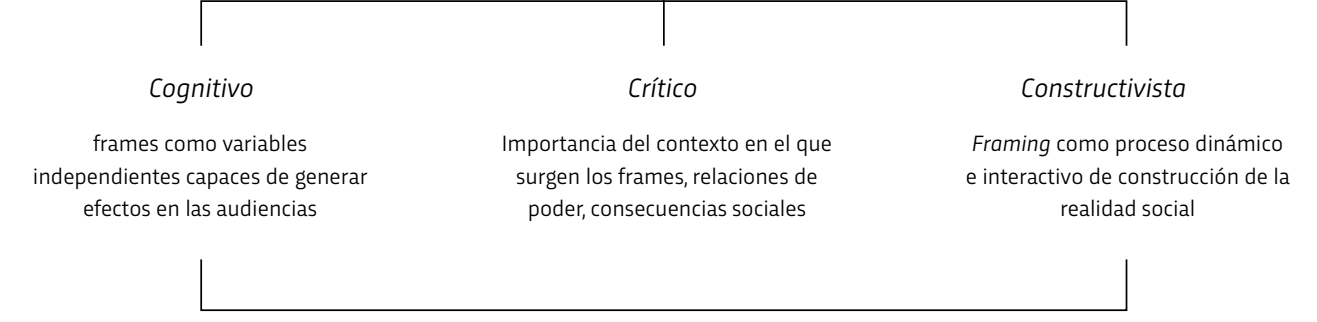 Cognitivo
frames como variables
independientes capaces de generar
efectos en las audiencias
Crítico
Importancia del contexto en el que
surgen los frames, relaciones de
poder, consecuencias sociales
Constructivista
Framing como proceso dinámico
e interactivo de construcción de la
realidad social